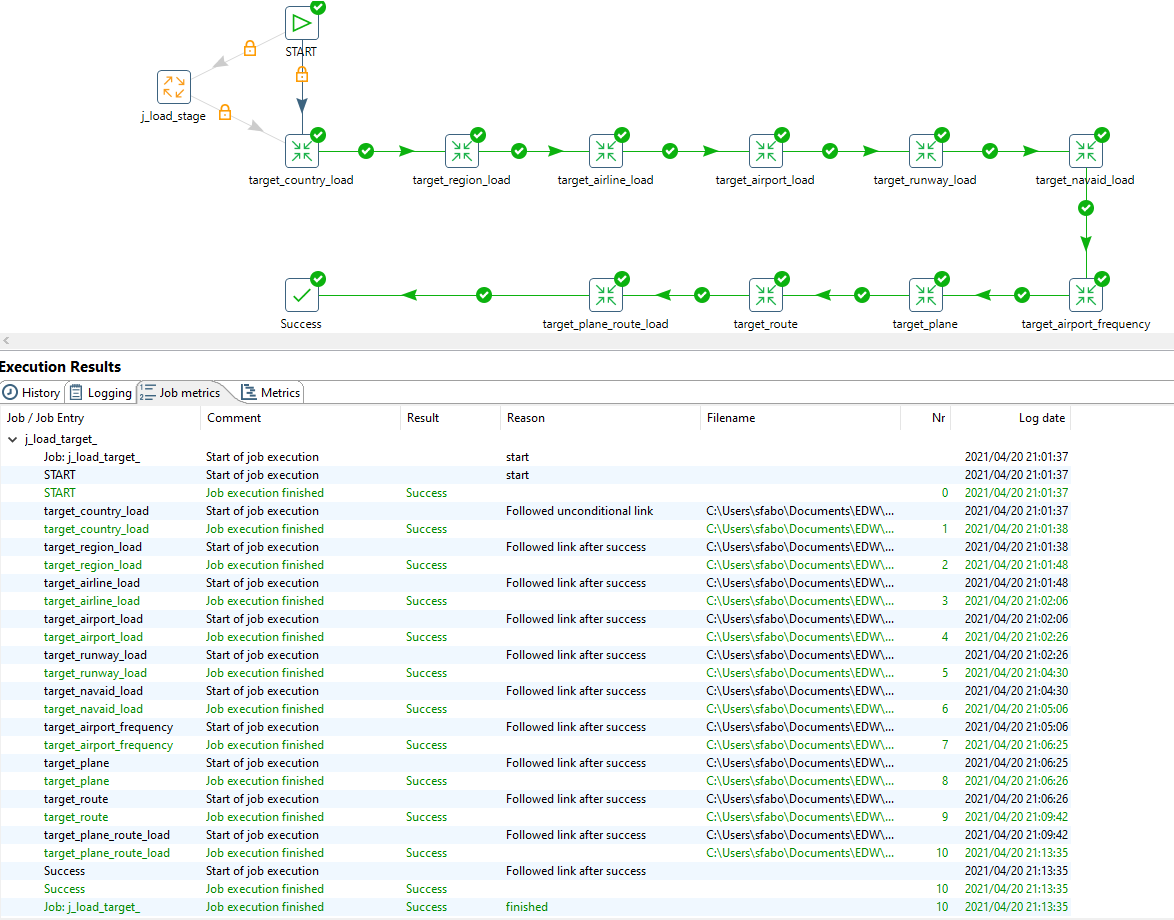 START
j_load_stage
target_country_load target_region_load target_airline_load target_airport_load target_runway_load target_navaid_load
Success target_plane_route_load target_route target_plane target_airport_frequency
Execution Results
History Logging Job metrics Metrics
Job / Job Entry Comment Result Reason Filename Nr Log date
j_load_target_
Job: j_load_target_ Start of job execution start 2021/04/20 21:01:37
START Start of job execution start 2021/04/20 21:01:37
START Job execution finished Success 0 2021/04/20 21:01:37
target_country_load Start of job execution Followed unconditional link C:\Users\sfabo\Documents\EDW\... 2021/04/20 21:01:37
target_country_load Job execution finished Success C:\Users\sfabo\Documents\EDW\... 1 2021/04/20 21:01:38
target_region_load Start of job execution Followed link after success C:\Users\sfabo\Documents\EDW\... 2021/04/20 21:01:38
target_region_load Job execution finished Success C:\Users\sfabo\Documents\EDW\... 2 2021/04/20 21:01:48
target_airline_load Start of job execution Followed link after success C:\Users\sfabo\Documents\EDW\... 2021/04/20 21:01:48
target_airline_load Job execution finished Success C:\Users\sfabo\Documents\EDW\... 3 2021/04/20 21:02:06
target_airport_load Start of job execution Followed link after success C:\Users\sfabo\Documents\EDW\... 2021/04/20 21:02:06
target_airport_load Job execution finished Success C:\Users\sfabo\Documents\EDW\... 4 2021/04/20 21:02:26
target_runway_load Start of job execution Followed link after success C:\Users\sfabo\Documents\EDW\... 2021/04/20 21:02:26
target_runway_load Job execution finished Success C:\Users\sfabo\Documents\EDW\... 5 2021/04/20 21:04:30
target_navaid_load Start of job execution Followed link after success C:\Users\sfabo\Documents\EDW\... 2021/04/20 21:04:30
target_navaid_load Job execution finished Success C:\Users\sfabo\Documents\EDW\... 6 2021/04/20 21:05:06
target_airport_frequency Start of job execution Followed link after success C:\Users\sfabo\Documents\EDW\... 2021/04/20 21:05:06
target_airport_frequency Job execution finished Success C:\Users\sfabo\Documents\EDW\... 7 2021/04/20 21:06:25
target_plane Start of job execution Followed link after success C:\Users\sfabo\Documents\EDW\... 2021/04/20 21:06:25
target_plane Job execution finished Success C:\Users\sfabo\Documents\EDW\... 8 2021/04/20 21:06:26
target_route Start of job execution Followed link after success C:\Users\sfabo\Documents\EDW\... 2021/04/20 21:06:26
target_route Job execution finished Success C:\Users\sfabo\Documents\EDW\... 9 2021/04/20 21:09:42
target_plane_route_load Start of job execution Followed link after success C:\Users\sfabo\Documents\EDW\... 2021/04/20 21:09:42
target_plane_route_load Job execution finished Success C:\Users\sfabo\Documents\EDW\... 10 2021/04/20 21:13:35
Success Start of job execution Followed link after success 2021/04/20 21:13:35
Success Job execution finished Success 10 2021/04/20 21:13:35
Job: j_load_target_ Job execution finished Success finished 10 2021/04/20 21:13:35